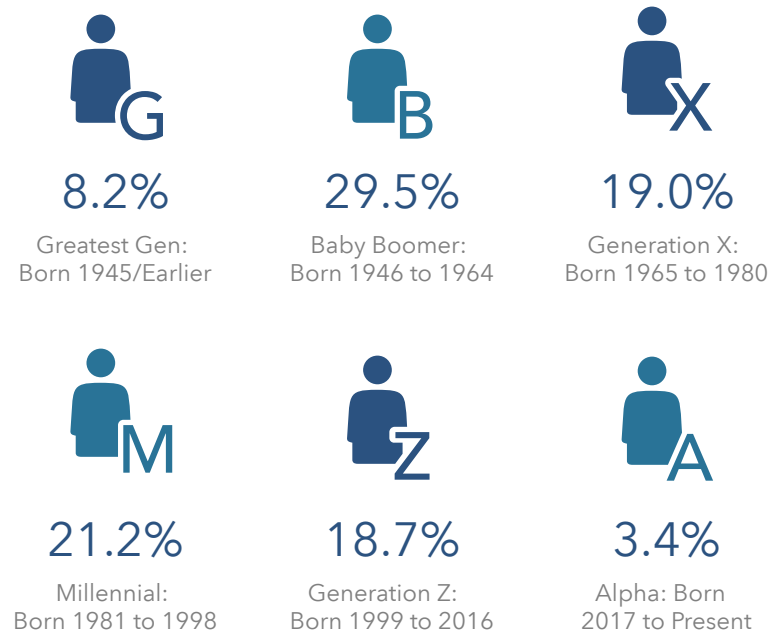 G
8.2%
Greatest Gen:
Born 1945/Earlier
B
29.5%
Baby Boomer:
Born 1946 to 1964
X
19.0%
Generation X:
Born 1965 to 1980
M
21.2%
Millennial:
Born 1981 to 1998
Z
18.7%
Generation Z:
Born 1999 to 2016
A
3.4%
Alpha: Born
2017 to Present